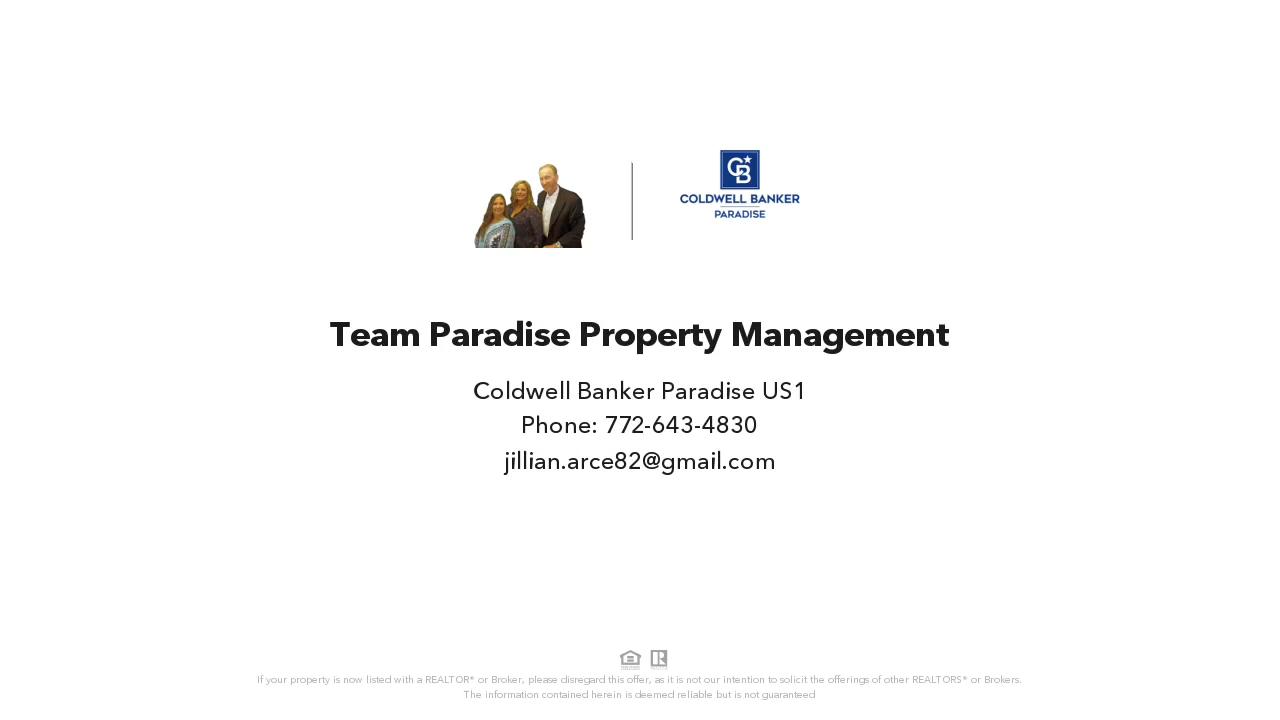 COLDWELL BANKER
PARADISE
Team Paradise Property Management
Coldwell Banker Paradise US1
Phone: 772-643-4830
jillian.arce82@gmail.com
If your property is now listed with a REALTOR® or Broker, please disregard this offer, as it is not our intention to solicit the offerings of other REALTORS® or Brokers.
The information contained herein is deemed reliable but is not guaranteed